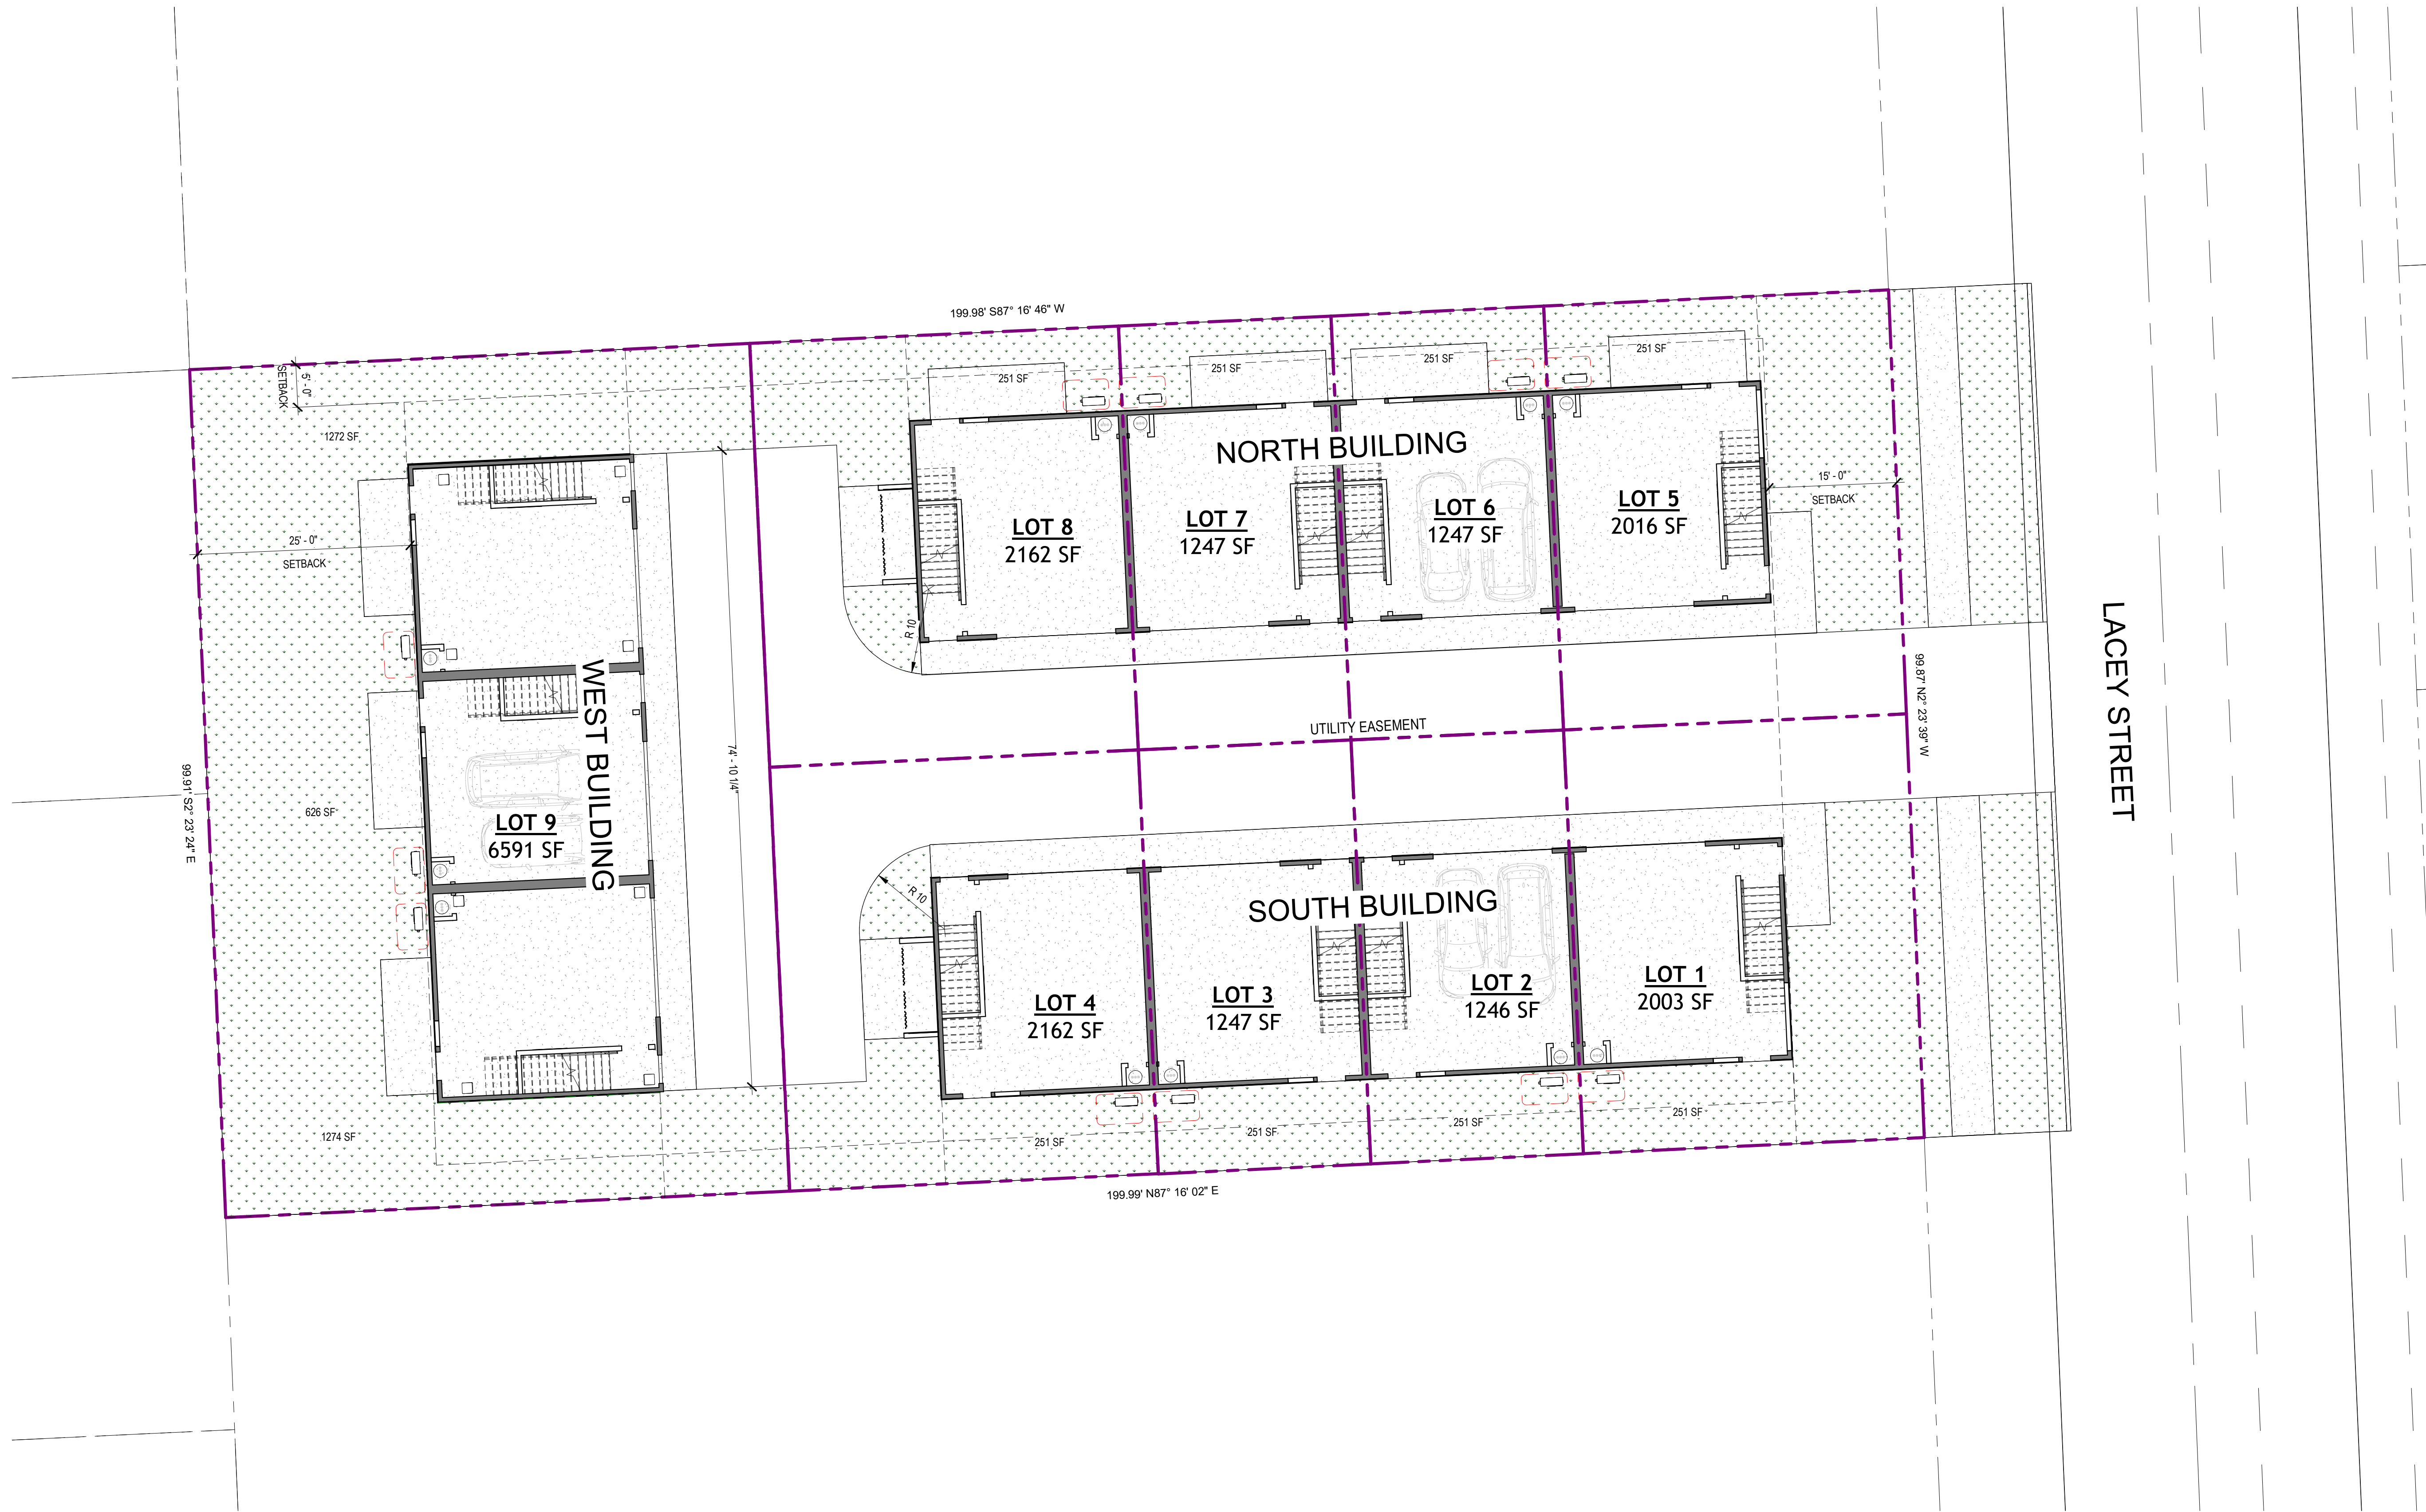 199.98' S87° 16' 46" W
5' - 0"
SETBACK
251 SF
251 SF
251 SF
251 SF
1272 SF
NORTH BUILDING
15' - 0"
SETBACK
LOT 8
2162 SF
LOT 7
1247 SF
LOT 6
1247 SF
LOT 5
2016 SF
25' - 0"
SETBACK
R 10
WEST BUILDING
LACEY STREET
99.87' N2° 23' 39" W
UTILITY EASEMENT
74' - 10 1/4"
99.91' S2° 23' 24" E
626 SF
LOT 9
6591 SF
R 10
SOUTH BUILDING
LOT 4
2162 SF
LOT 3
1247 SF
LOT 2
1246 SF
LOT 1
2003 SF
1274 SF
251 SF
251 SF
251 SF
251 SF
199.99' N87° 16' 02" E